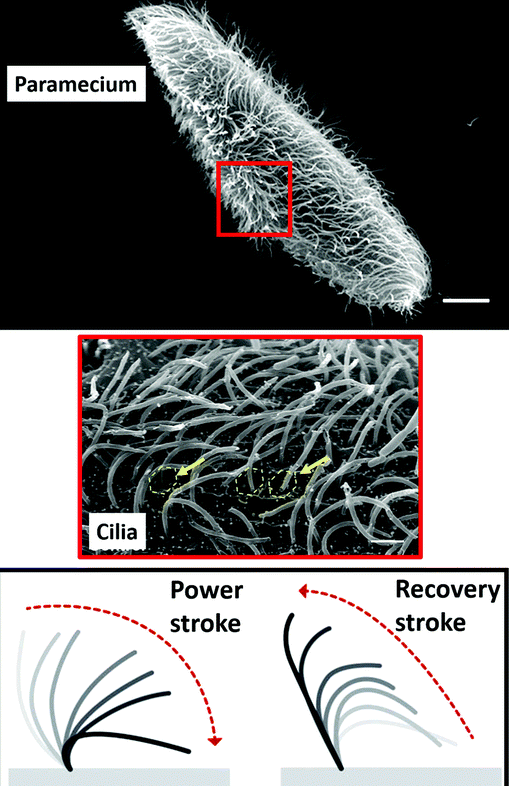 Paramecium
Cilia
Power
stroke
Recovery
stroke